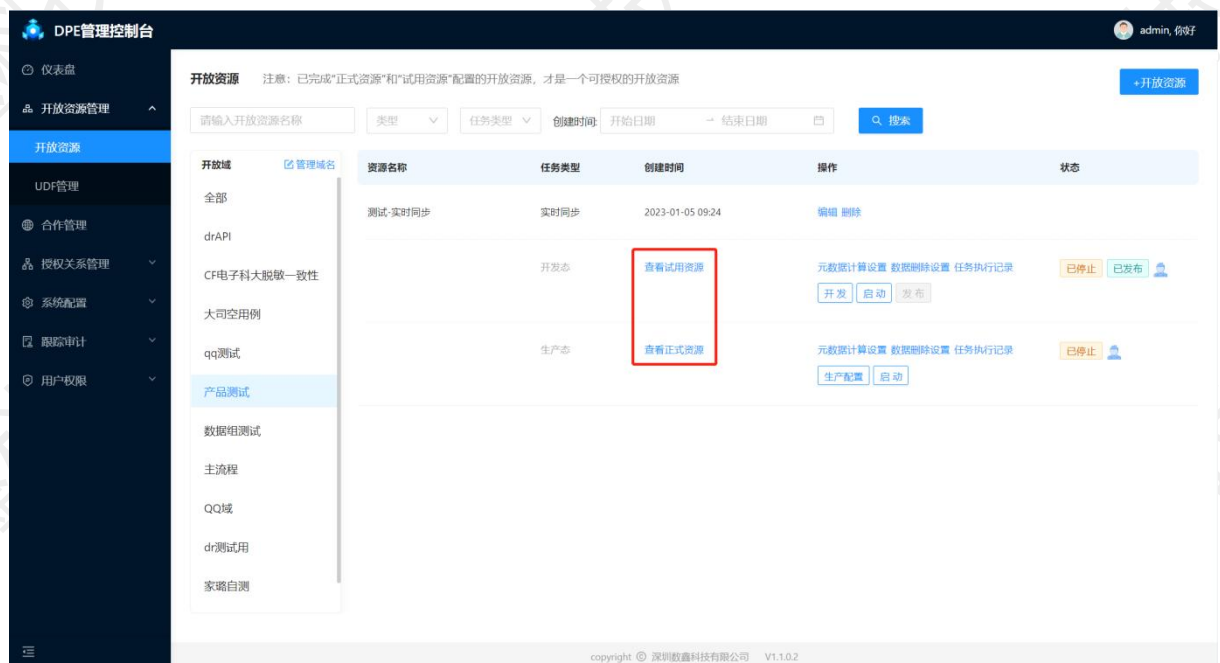 DPE管理控制台
admin, 你好
仪表盘
开放资源管理
开放资源
UDF管理
合作管理
授权关系管理
系统配置
跟踪审计
用户权限
开放资源 注意：已完成“正式资源”和“试用资源”配置的开放资源，才是一个可授权的开放资源
+开放资源
请输入开放资源名称 类型 任务类型 创建时间: 开始日期 → 结束日期 搜索
开放域 管理域名
全部
drAPI
CF电子科大脱敏一致性
大司空用例
qq测试
产品测试
数据组测试
主流程
QQ域
dr测试用
家璐自测
资源名称 任务类型 创建时间 操作 状态
测试-实时同步 实时同步 2023-01-05 09:24 编辑 删除
开发态 查看试用资源 元数据计算设置 数据删除设置 任务执行记录 已停止 已发布
开发 启动 发布
生产态 查看正式资源 元数据计算设置 数据删除设置 任务执行记录 已停止
生产配置 启动
copyright © 深圳数鑫科技有限公司 V1.1.0.2